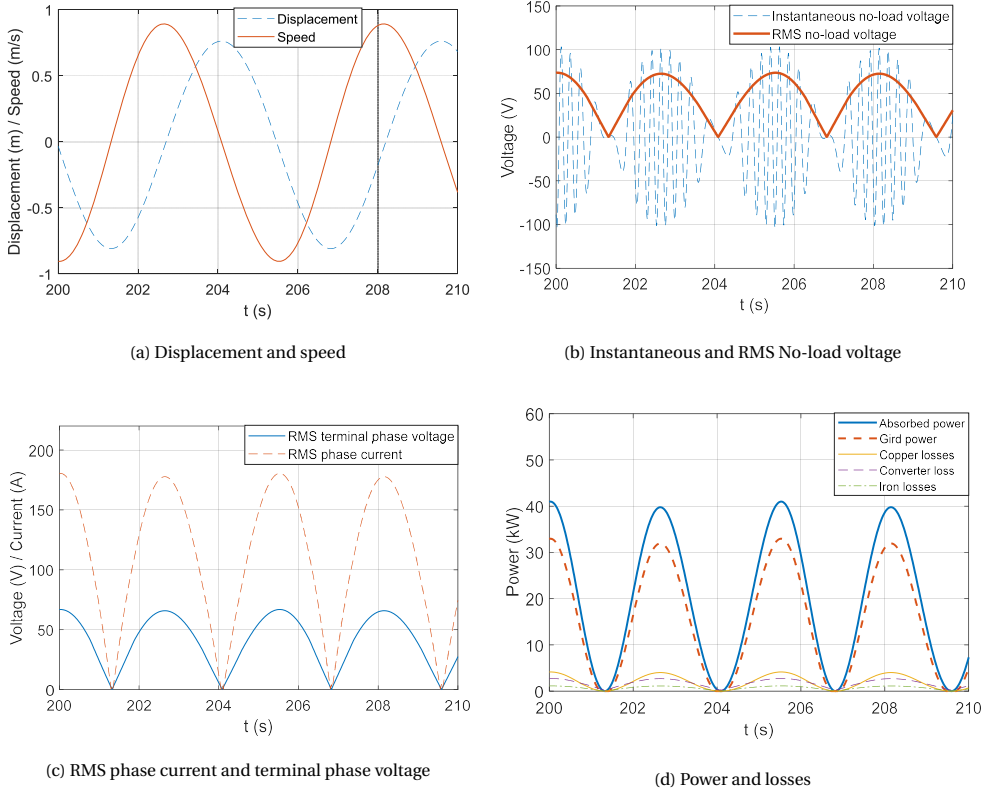 Displacement
Speed
Displacement (m) / Speed (m/s)
1
0.5
0
-0.5
-1
200 202 204 206 208 210
t (s)
(a) Displacement and speed
Instantaneous no-load voltage
RMS no-load voltage
Voltage (V)
150
100
50
0
-50
-100
-150
200 202 204 206 208 210
t (s)
(b) Instantaneous and RMS No-load voltage
RMS terminal phase voltage
RMS phase current
Voltage (V) / Current (A)
200
150
100
50
0
200 202 204 206 208 210
t (s)
(c) RMS phase current and terminal phase voltage
Absorbed power
Gird power
Copper losses
Converter loss
Iron losses
Power (kW)
60
50
40
30
20
10
0
200 202 204 206 208 210
t (s)
(d) Power and losses